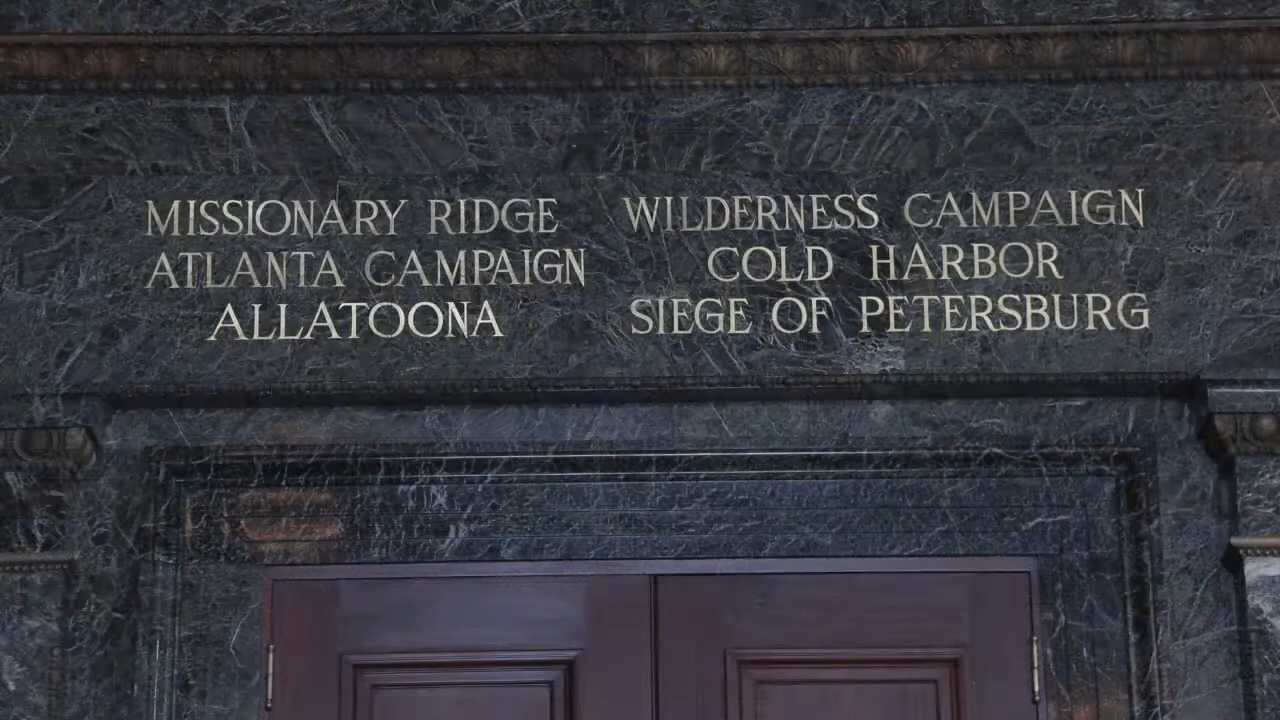 MISSIONARY RIDGE
ATLANTA CAMPAIGN
ALLATOONA
WILDERNESS CAMPAIGN
COLD HARBOR
SIEGE OF PETERSBURG